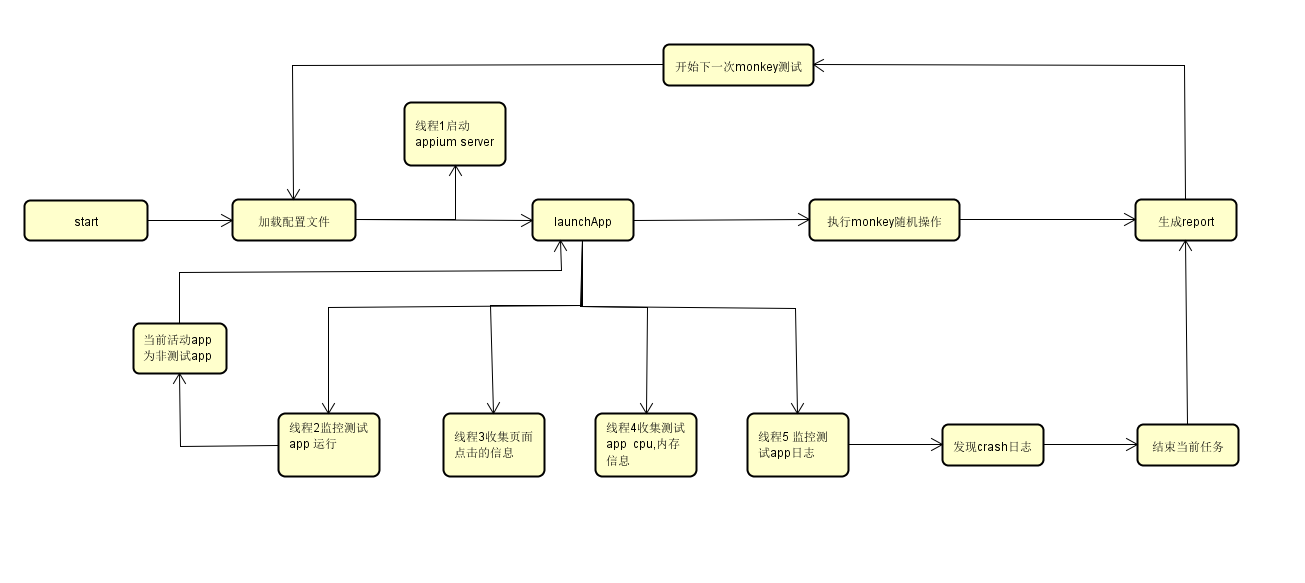 开始下一次monkey测试
线程1启动
appium server
start
加载配置文件
launchApp
执行monkey随机操作
生成report
当前活动app
为非测试app
线程2监控测试
app 运行
线程3收集页面
点击的信息
线程4收集测试
app cpu,内存
信息
线程5 监控测
试app日志
发现crash日志
结束当前任务